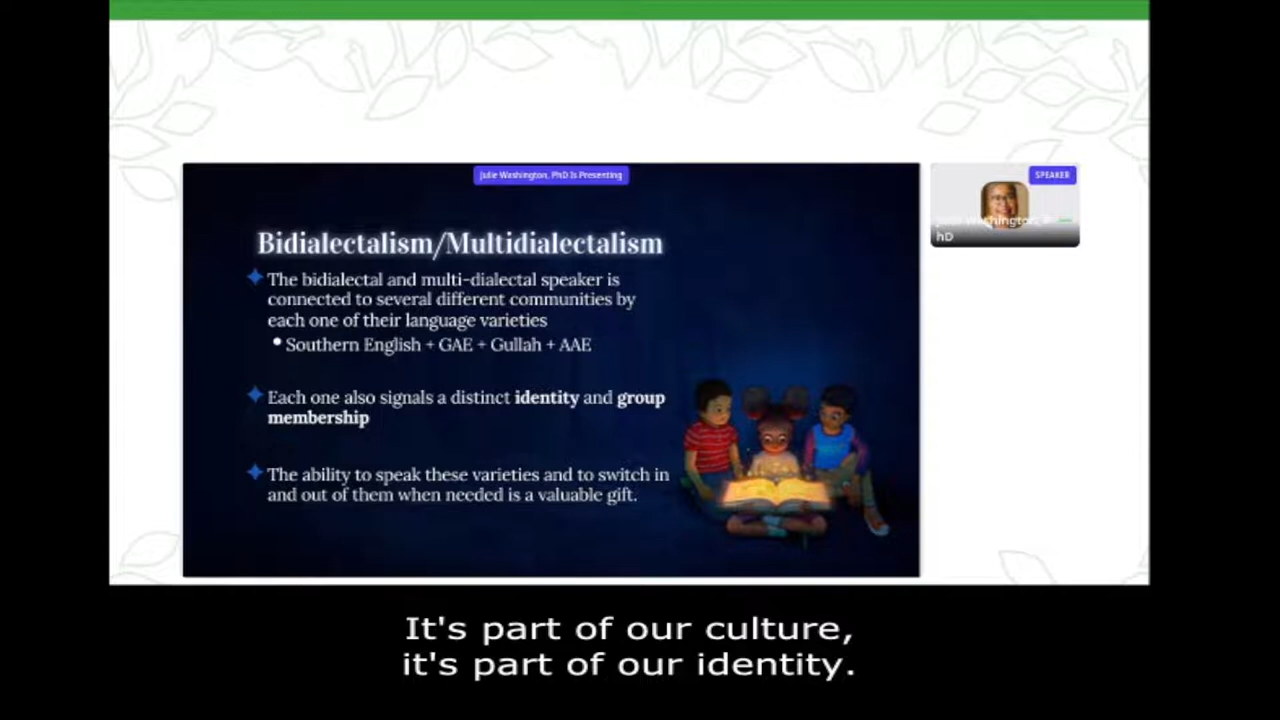 Julie Washington, PhD Is Presenting
SPEAKER
Washington, P
hD
Bidialectalism/Multidialectalism
The bidialectal and multi-dialectal speaker is
connected to several different communities by
each one of their language varieties
Southern English + GAE + Gullah + AAE
Each one also signals a distinct identity and group
membership
The ability to speak these varieties and to switch in
and out of them when needed is a valuable gift.
It's part of our culture,
it's part of our identity.